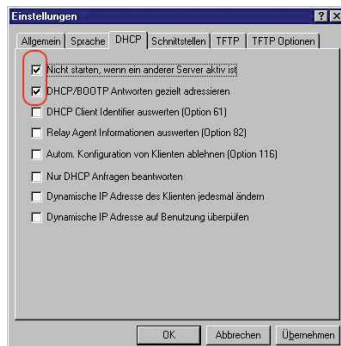 Einstellungen
Allgemein Sprache DHCP Schnittstellen TFTP TFTP Optionen
Nicht starten, wenn ein anderer Server aktiv ist
DHCP/BOOTP Antworten gezielt adressieren
DHCP Client Identifier auswerten (Option 61)
Relay Agent Informationen auswerten (Option 82)
Autom. Konfiguration von Klienten ablehnen (Option 116)
Nur DHCP Anfragen beantworten
Dynamische IP Adresse des Klienten jedesmal ändern
Dynamische IP Adresse auf Benutzung überpüfen
OK Abbrechen Übernehmen